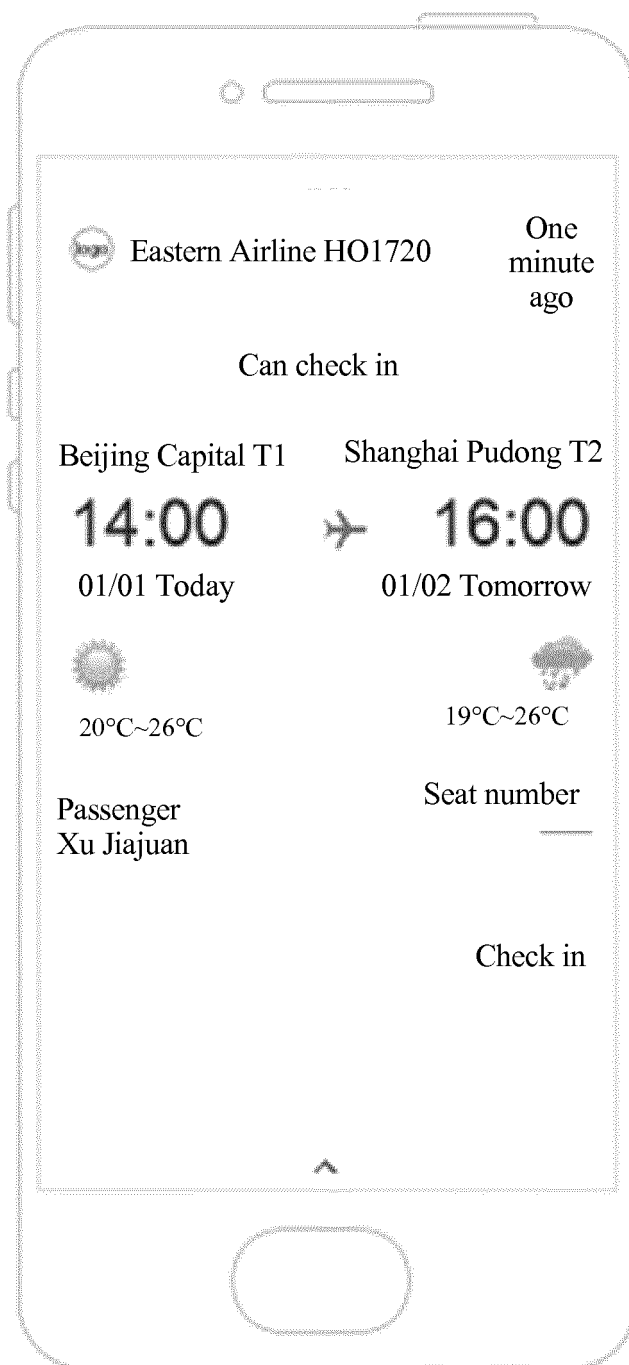 logo
Eastern Airline HO1720
One
minute
ago
Can check in
Beijing Capital T1
Shanghai Pudong T2
14:00
16:00
01/01 Today
01/02 Tomorrow
20°C~26°C
19°C~26°C
Passenger
Xu Jiajuan
Seat number
Check in